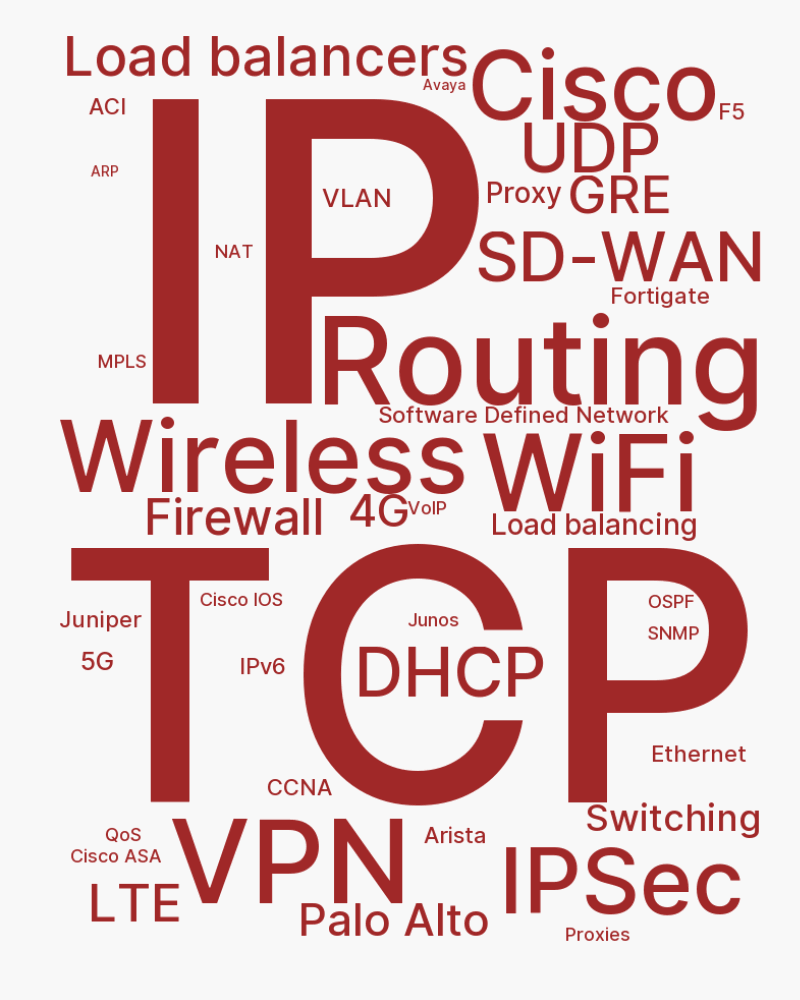 Load balancers
Cisco
Avaya
ACI
F5
IP
UDP
ARP
VLAN
Proxy
GRE
NAT
SD-WAN
Fortigate
Routing
MPLS
Software Defined Network
Wireless
WiFi
Firewall
4G
VoIP
Load balancing
TCP
Cisco IOS
OSPF
Juniper
Junos
SNMP
5G
IPv6
DHCP
Ethernet
CCNA
Switching
QoS
VPN
Arista
Cisco ASA
IPSec
LTE
Palo Alto
Proxies